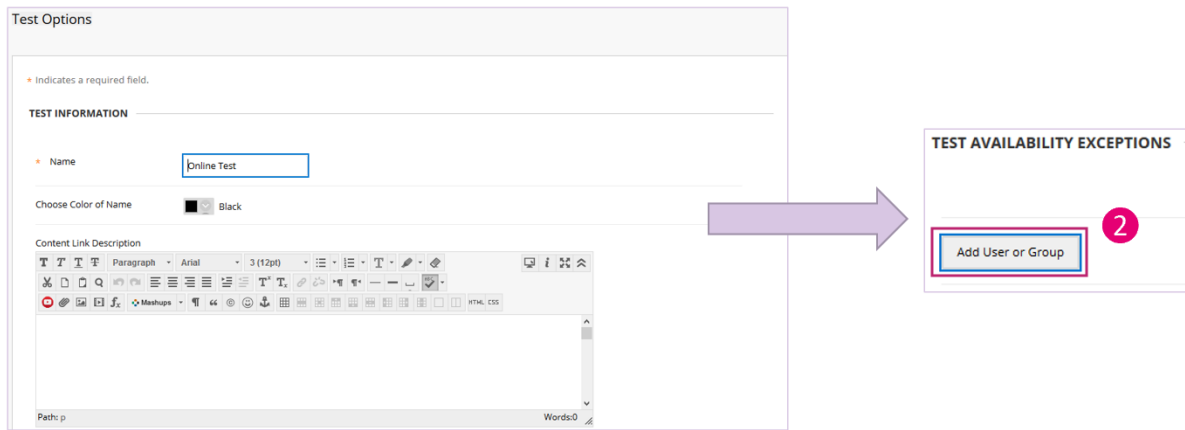 Test Options
* Indicates a required field.
TEST INFORMATION
* Name
Online Test
Choose Color of Name
Black
Content Link Description
T T T T Paragraph Arial 3 (12pt)
Mashups
HTML CSS
Path: p
Words:0
TEST AVAILABILITY EXCEPTIONS
2
Add User or Group